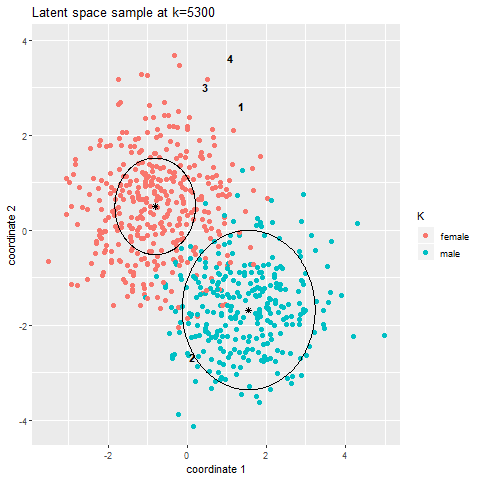 Latent space sample at k=5300
4
4
3
1
2
0
-2
2
-4
-2
0
2
4
coordinate 1
coordinate 2
K
female
male